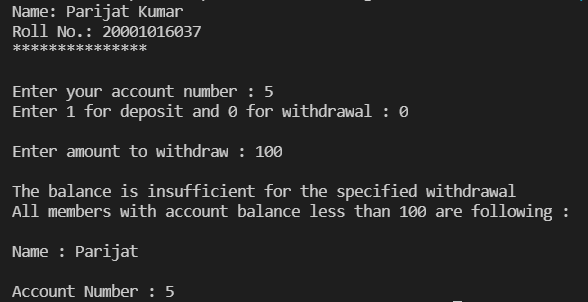 Name: Parijat Kumar
Roll No.: 20001016037
***************
Enter your account number : 5
Enter 1 for deposit and 0 for withdrawal : 0
Enter amount to withdraw : 100
The balance is insufficient for the specified withdrawal
All members with account balance less than 100 are following :
Name : Parijat
Account Number : 5